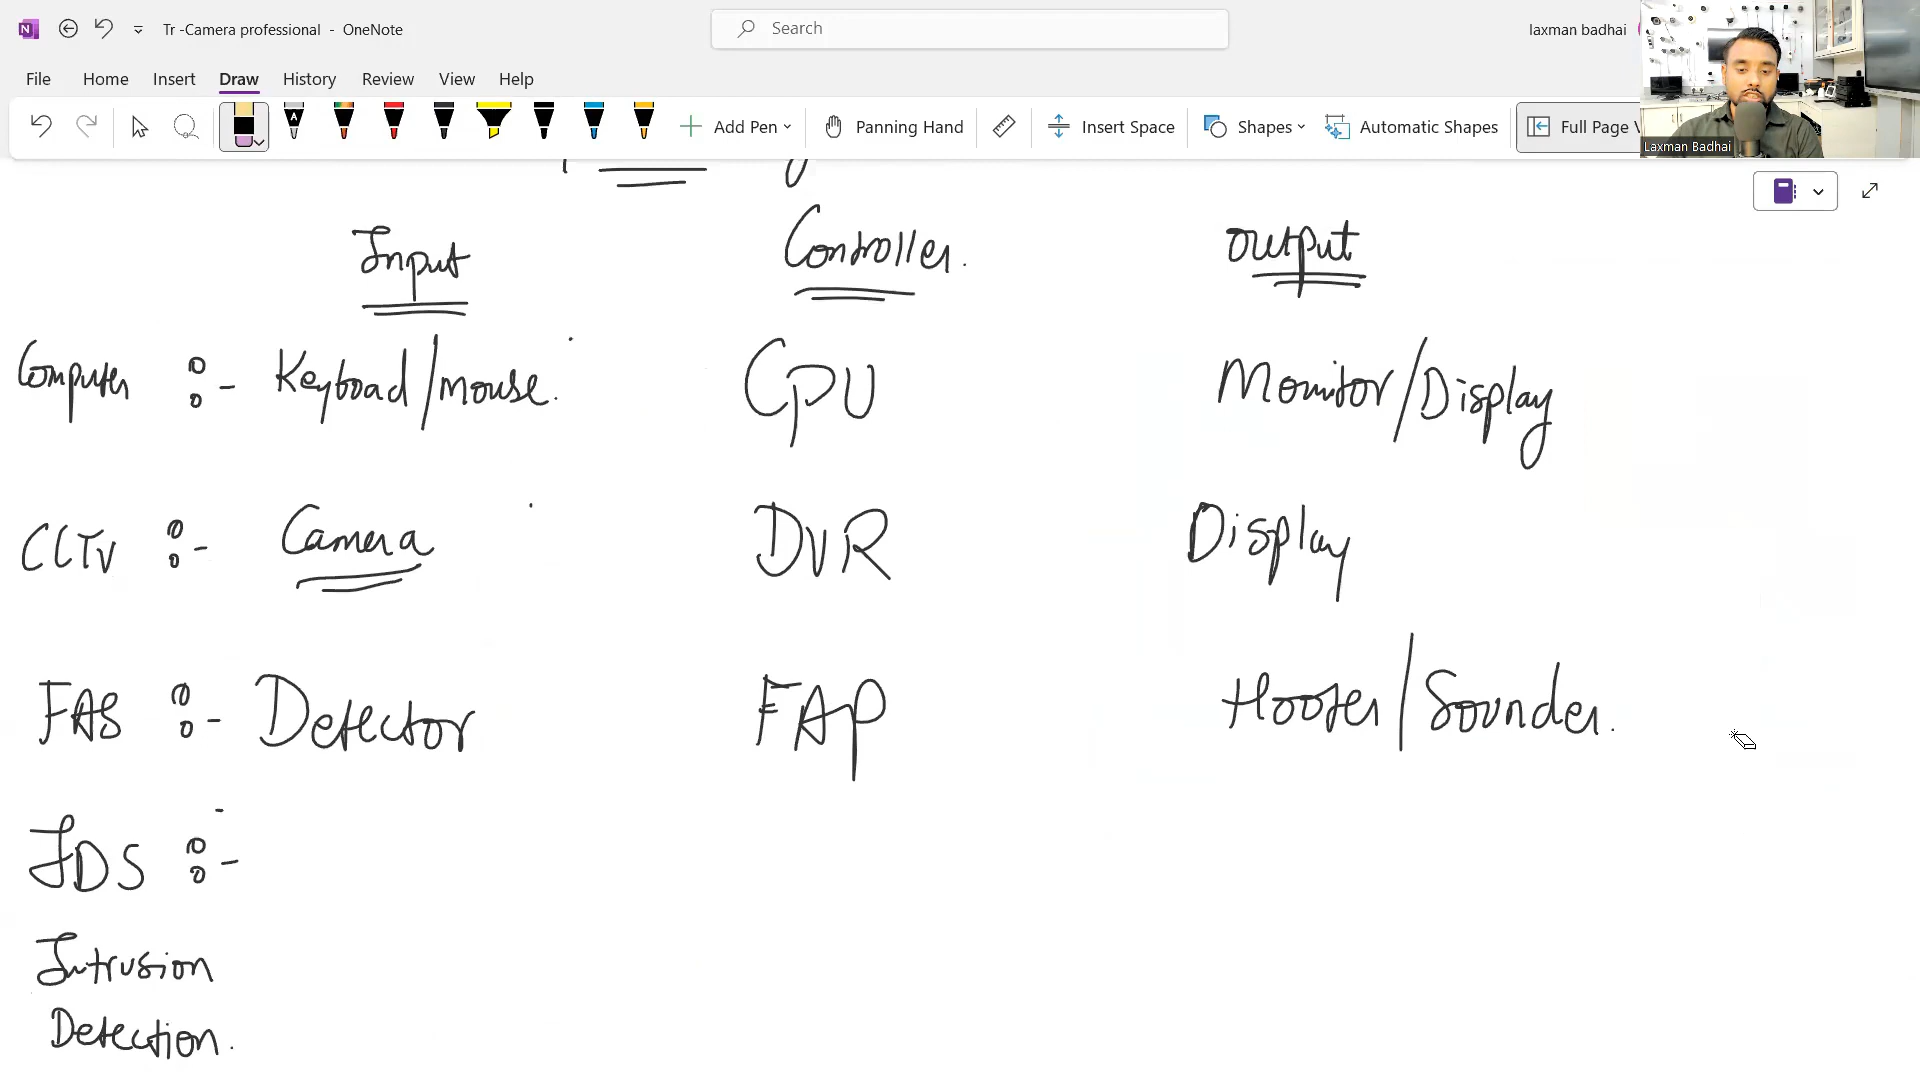 Tr -Camera professional - OneNote
Search
laxman badhai
File Home Insert Draw History Review View Help
Add Pen Panning Hand Insert Space Shapes Automatic Shapes Full Page V
Laxman Badhai
Input Controller. output
Computer :- Keyboad/mouse. CPU Monitor/Display
CCTV :- Camera DVR Display
FAS :- Detector FAP Hooter/Sounder.
IDS :-
Intrusion
Detection.